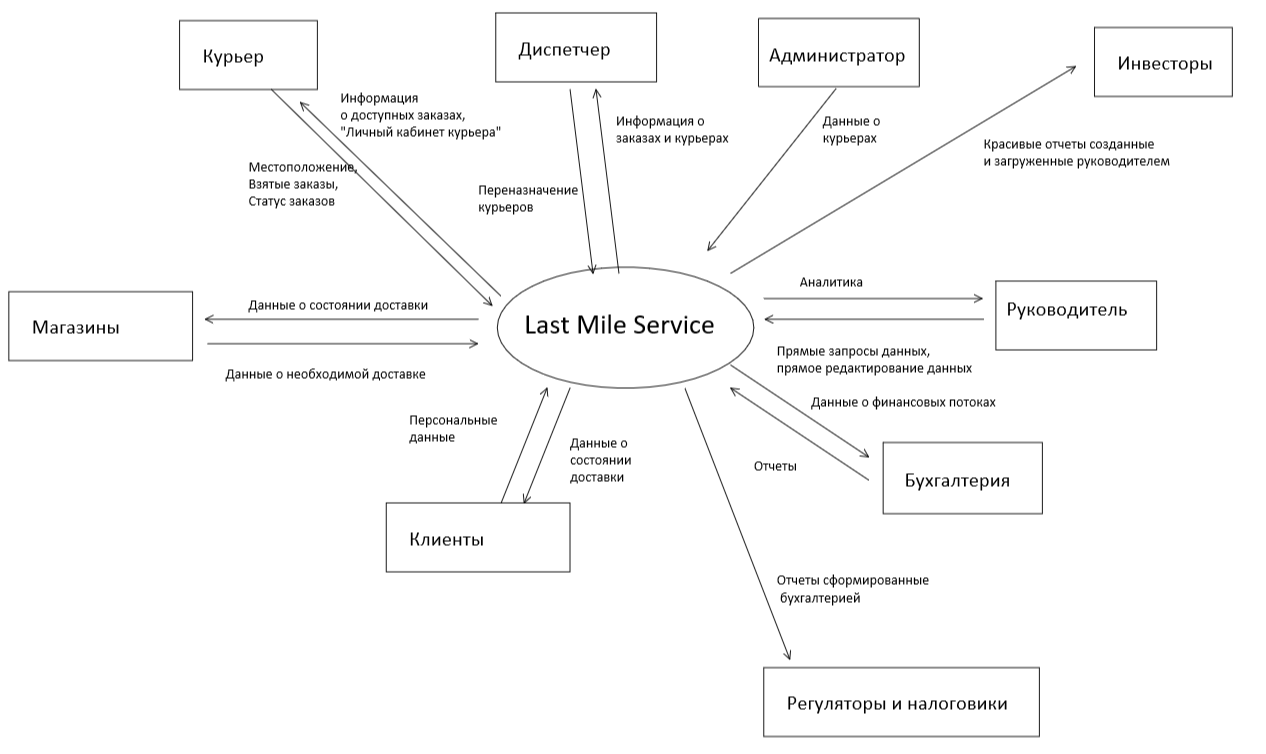 Курьер
Диспетчер
Администратор
Инвесторы
Информация
о доступных заказах,
"Личный кабинет курьера"
Информация о
заказах и курьерах
Данные о
курьерах
Красивые отчеты созданные
и загруженные руководителем
Местоположение,
Взятые заказы,
Статус заказов
Переназначение
курьеров
Аналитика
Данные о состоянии доставки
Магазины
Last Mile Service
Руководитель
Данные о необходимой доставке
Прямые запросы данных,
прямое редактирование данных
Данные о финансовых потоках
Персональные
данные
Данные о
состоянии
доставки
Отчеты
Бухгалтерия
Клиенты
Отчеты сформированные
бухгалтерией
Регуляторы и налоговики